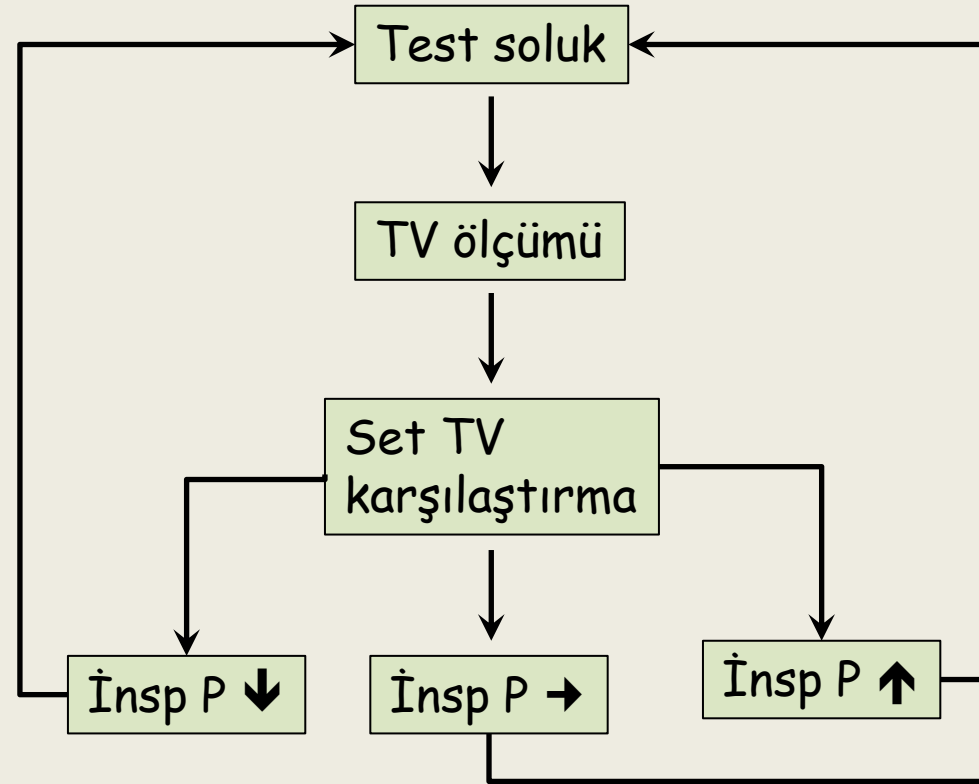 Test soluk
TV ölçümü
Set TV
karşılaştırma
İnsp P ↓
İnsp P →
İnsp P ↑